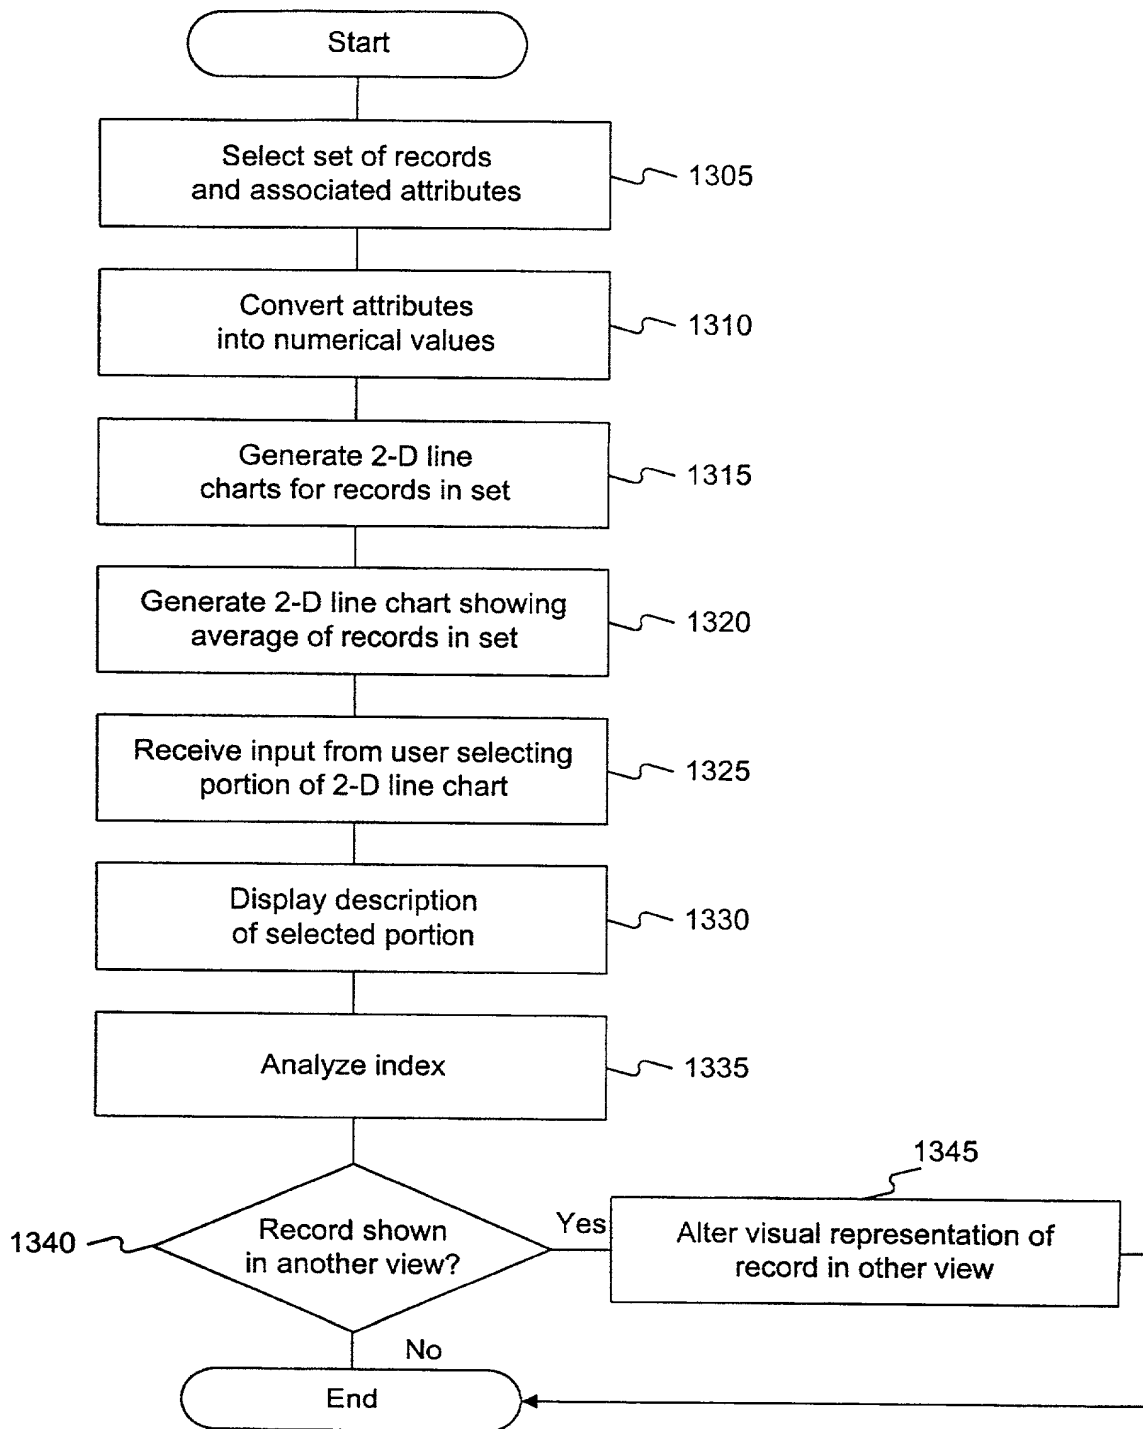 Start
Select set of records
and associated attributes
1305
Convert attributes
into numerical values
1310
Generate 2-D line
charts for records in set
1315
Generate 2-D line chart showing
average of records in set
1320
Receive input from user selecting
portion of 2-D line chart
1325
Display description
of selected portion
1330
Analyze index
1335
1340
Record shown
in another view?
Yes
1345
Alter visual representation of
record in other view
No
End